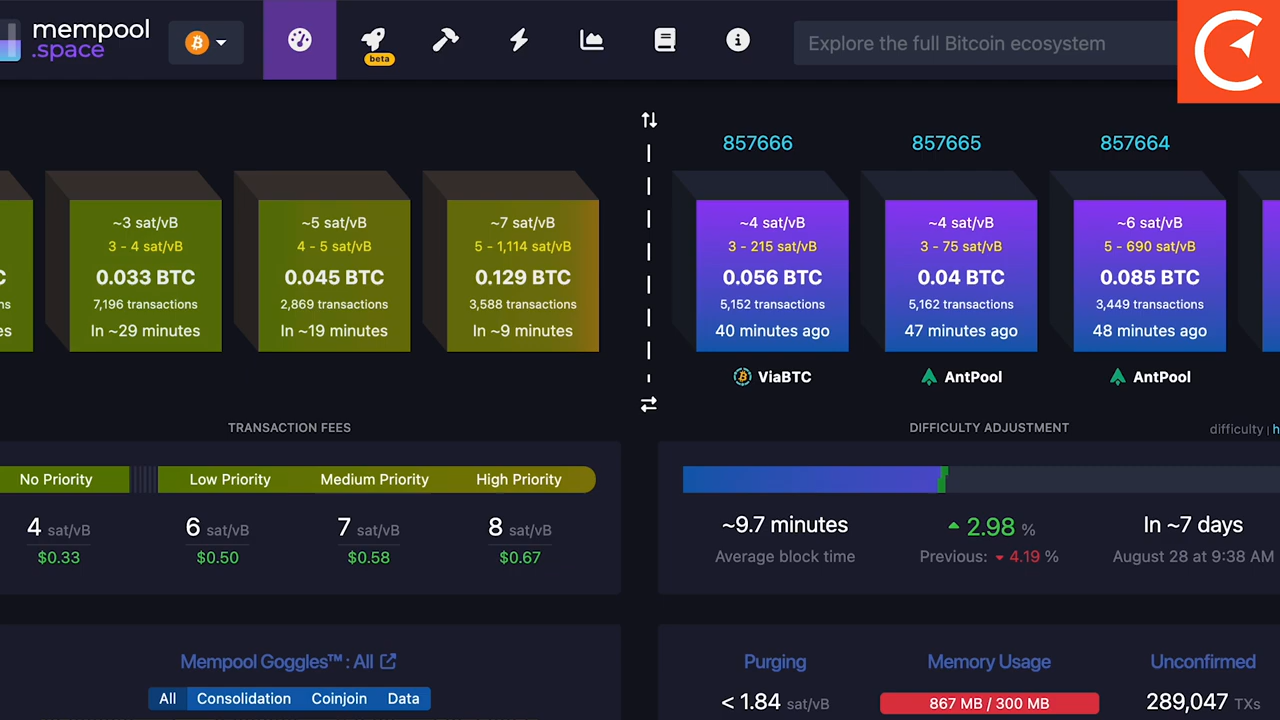 mempool
.space
beta
Explore the full Bitcoin ecosystem
857666
857665
857664
~3 sat/vB
3 - 4 sat/vB
0.033 BTC
7,196 transactions
In ~29 minutes
~5 sat/vB
4 - 5 sat/vB
0.045 BTC
2,869 transactions
In ~19 minutes
~7 sat/vB
5 - 1,114 sat/vB
0.129 BTC
3,588 transactions
In ~9 minutes
~4 sat/vB
3 - 215 sat/vB
0.056 BTC
5,152 transactions
40 minutes ago
ViaBTC
~4 sat/vB
3 - 75 sat/vB
0.04 BTC
5,162 transactions
47 minutes ago
AntPool
~6 sat/vB
5 - 690 sat/vB
0.085 BTC
3,449 transactions
48 minutes ago
AntPool
TRANSACTION FEES
No Priority
Low Priority
Medium Priority
High Priority
4 sat/vB
6 sat/vB
7 sat/vB
8 sat/vB
$0.33
$0.50
$0.58
$0.67
DIFFICULTY ADJUSTMENT
difficulty |
~9.7 minutes
2.98 %
In ~7 days
Average block time
Previous: 4.19 %
August 28 at 9:38 AM
Mempool Goggles™ : All
All
Consolidation
Coinjoin
Data
Purging
Memory Usage
Unconfirmed
< 1.84 sat/vB
867 MB / 300 MB
289,047 TXs